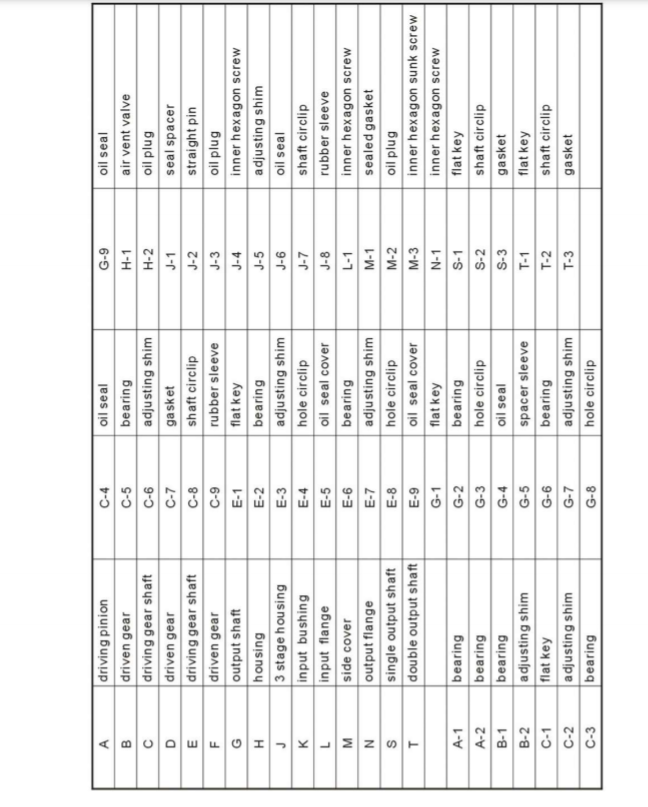 A driving pinion C-4 oil seal G-9 oil seal
B driven gear C-5 bearing H-1 air vent valve
C driving gear shaft C-6 adjusting shim H-2 oil plug
D driven gear C-7 gasket J-1 seal spacer
E driving gear shaft C-8 shaft circlip J-2 straight pin
F driven gear C-9 rubber sleeve J-3 oil plug
G output shaft E-1 flat key J-4 inner hexagon screw
H housing E-2 bearing J-5 adjusting shim
J 3 stage housing E-3 adjusting shim J-6 oil seal
K input bushing E-4 hole circlip J-7 shaft circlip
L input flange E-5 oil seal cover J-8 rubber sleeve
M side cover E-6 bearing L-1 inner hexagon screw
N output flange E-7 adjusting shim M-1 sealed gasket
S single output shaft E-8 hole circlip M-2 oil plug
T double output shaft E-9 oil seal cover M-3 inner hexagon sunk screw
G-1 flat key N-1 inner hexagon screw
A-1 bearing G-2 bearing S-1 flat key
A-2 bearing G-3 hole circlip S-2 shaft circlip
B-1 bearing G-4 oil seal S-3 gasket
B-2 adjusting shim G-5 spacer sleeve T-1 flat key
C-1 flat key G-6 bearing T-2 shaft circlip
C-2 adjusting shim G-7 adjusting shim T-3 gasket
C-3 bearing G-8 hole circlip